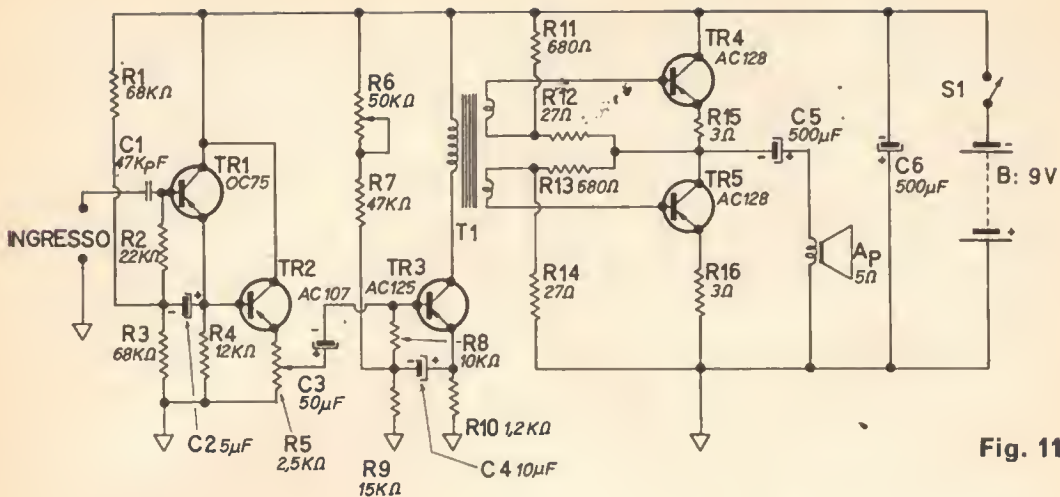 R1
68KΩ
C1
47KpF
TR1
OC75
INGRESSO
R2
22KΩ
R3
68KΩ
R4
12KΩ
C2 5µF
TR2
AC107
R5
2,5KΩ
C3
50µF
R6
50KΩ
R7
47KΩ
TR3
AC125
R8
10KΩ
R9
15KΩ
R10 1,2KΩ
C4 10µF
T1
R11
680Ω
R12
27Ω
R13 680Ω
R14
27Ω
TR4
AC128
R15
3Ω
TR5
AC128
R16
3Ω
C5
500µF
AP
5Ω
C6
500µF
S1
B: 9V
Fig. 11